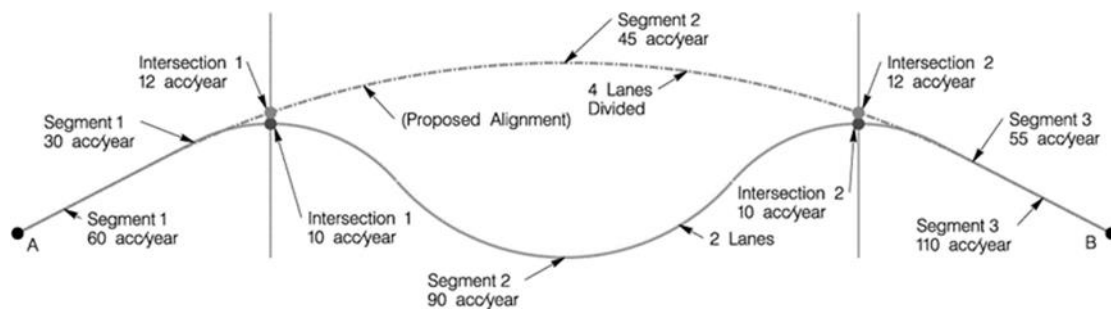 Segment 2
45 acc/year
Intersection 1
12 acc/year
Intersection 2
12 acc/year
4 Lanes
Divided
(Proposed Alignment)
Segment 1
30 acc/year
Segment 3
55 acc/year
Segment 1
60 acc/year
Intersection 1
10 acc/year
Intersection 2
10 acc/year
2 Lanes
Segment 3
110 acc/year
A
B
Segment 2
90 acc/year